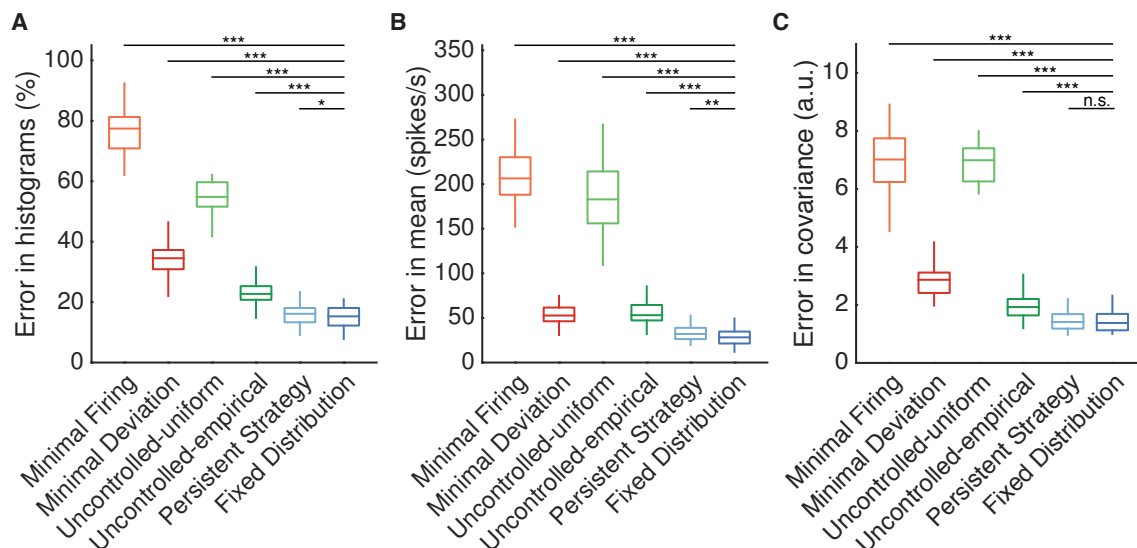 A
Error in histograms (%)
100
80
60
40
20
0
***
***
***
***
*
Minimal Firing
Minimal Deviation
Uncontrolled-uniform
Uncontrolled-empirical
Persistent Strategy
Fixed Distribution
B
Error in mean (spikes/s)
350
300
250
200
150
100
50
0
***
***
***
***
**
Minimal Firing
Minimal Deviation
Uncontrolled-uniform
Uncontrolled-empirical
Persistent Strategy
Fixed Distribution
C
Error in covariance (a.u.)
10
8
6
4
2
0
***
***
***
***
n.s.
Minimal Firing
Minimal Deviation
Uncontrolled-uniform
Uncontrolled-empirical
Persistent Strategy
Fixed Distribution